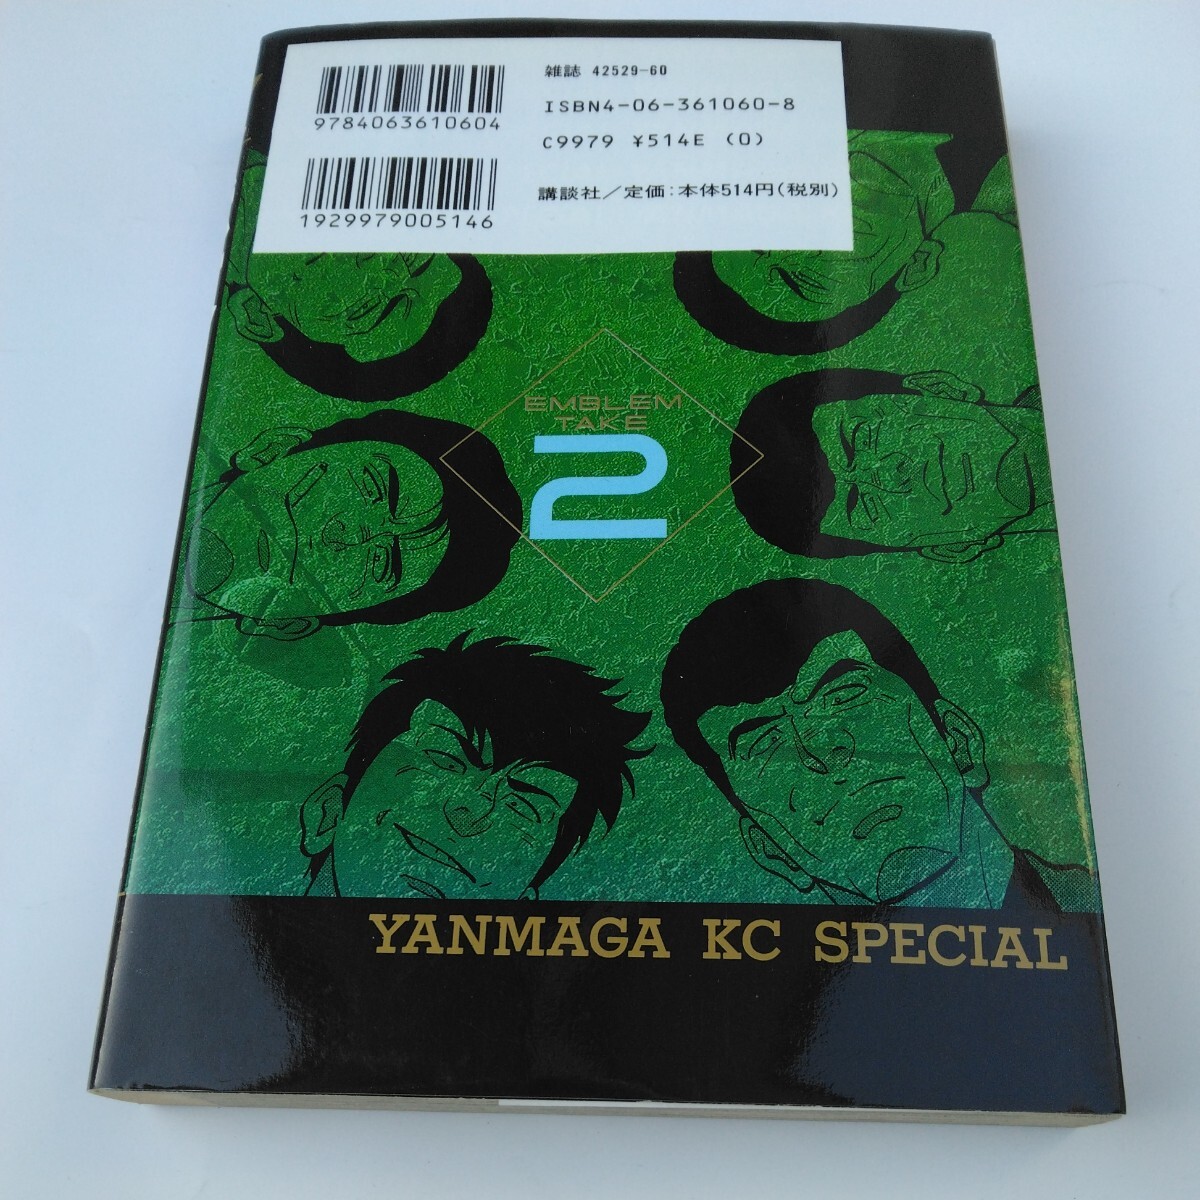 雑誌 42529-60
ISBN4-06-361060-8
C9979 ¥514E (0)
講談社/定価:本体514円(税別)
9784063610604
1929979005146
EMBLEM
TAKE
2
YANMAGA KC SPECIAL